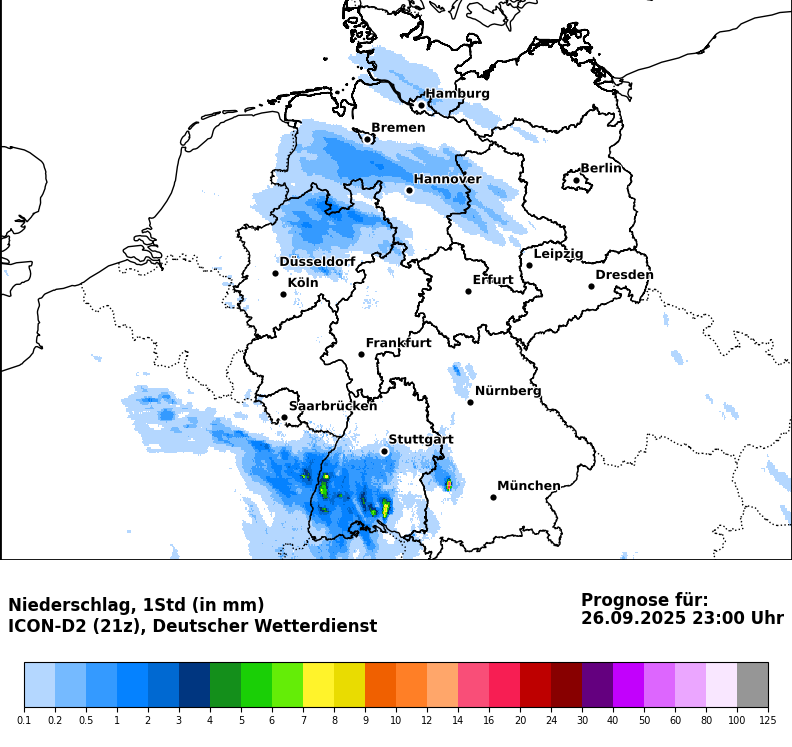 Hamburg
Bremen
Berlin
Hannover
Leipzig
Düsseldorf
Dresden
Köln
Erfurt
Frankfurt
Nürnberg
Saarbrücken
Stuttgart
München
Niederschlag, 1Std (in mm)
ICON-D2 (21z), Deutscher Wetterdienst
Prognose für:
26.09.2025 23:00 Uhr
0.1 0.2 0.5 1 2 3 4 5 6 7 8 9 10 12 14 16 20 24 30 40 50 60 80 100 125